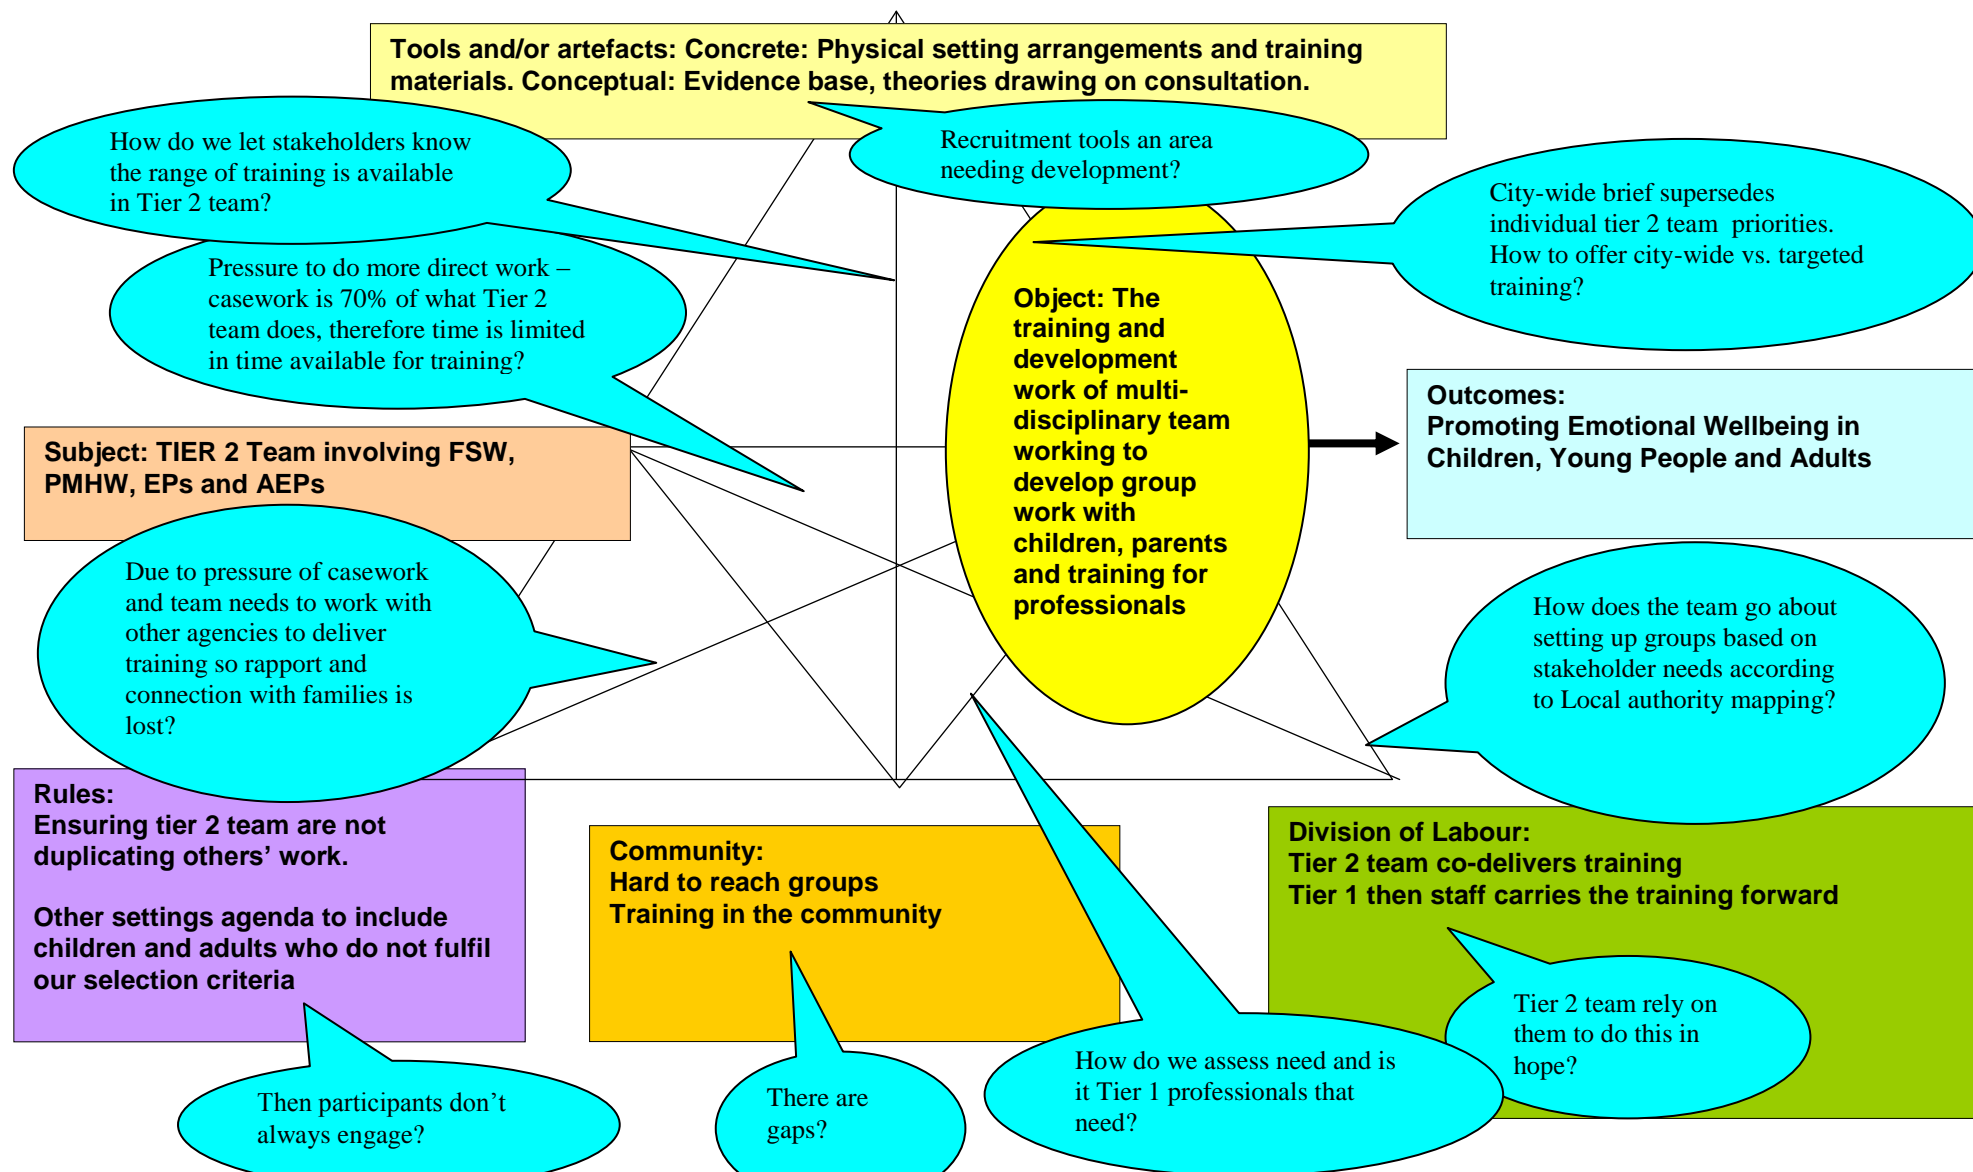 Tools and/or artefacts: Concrete: Physical setting arrangements and training
materials. Conceptual: Evidence base, theories drawing on consultation.
How do we let stakeholders know
the range of training is available
in Tier 2 team?
Recruitment tools an area
needing development?
City-wide brief supersedes
individual tier 2 team  priorities.
How to offer city-wide vs. targeted
training?
Pressure to do more direct work –
casework is 70% of what Tier 2
team does, therefore time is limited
in time available for training?
Object: The
training and
development
work of multi-
disciplinary team
working to
develop group
work with
children, parents
and training for
professionals
Outcomes:
Promoting Emotional Wellbeing in
Children, Young People and Adults
Subject: TIER 2 Team involving FSW,
PMHW, EPs and AEPs
Due to pressure of casework
and team needs to work with
other agencies to deliver
training so rapport and
connection with families is
lost?
How does the team go about
setting up groups based on
stakeholder needs according
to Local authority mapping?
Rules:
Ensuring tier 2 team are not
duplicating others’ work.
Other settings agenda to include
children and adults who do not fulfil
our selection criteria
Community:
Hard to reach groups
Training in the community
Division of Labour:
Tier 2 team co-delivers training
Tier 1 then staff carries the training forward
Tier 2 team rely on
them to do this in
hope?
Then participants don’t
always engage?
There are
gaps?
How do we assess need and is
it Tier 1 professionals that
need?